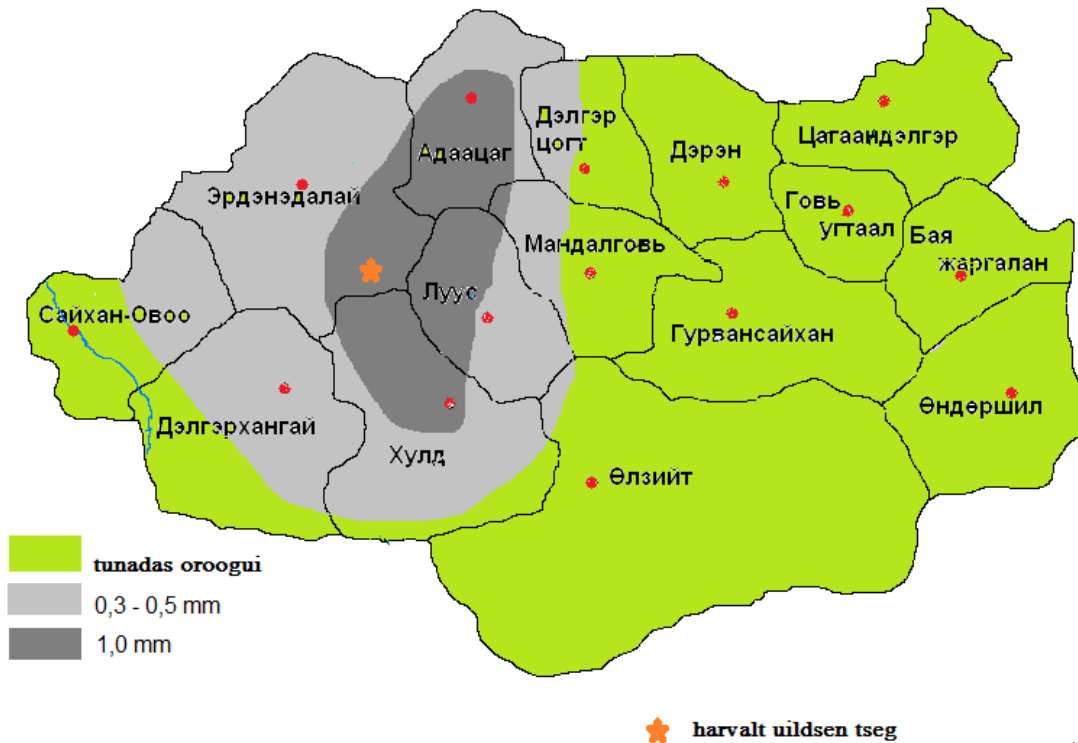 Дэлгэр
цогт
Цагаандэлгэр
Адаацаг
Дэрэн
Эрдэнэдалай
Говь
угтаал
Бая
жаргалан
Мандалговь
Луус
Сайхан-Овоо
Гурвансайхан
Дэлгэрхангай
Өндөршил
Хулд
Өлзийт
tunadas oroogui
0,3 - 0,5 mm
1,0 mm
harvalt uildsen tseg